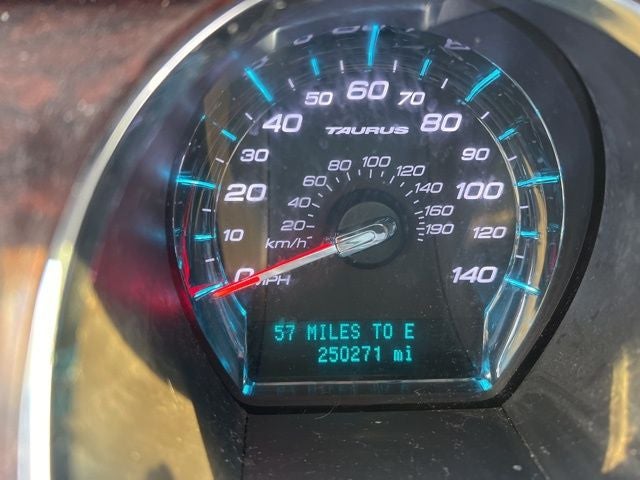 50 60 70
40 TAURUS 80
30 80 100 120 90
60 140
20 40 160 100
20 190
10 km/h 120
0 MPH 140
57 MILES TO E
250271 mi